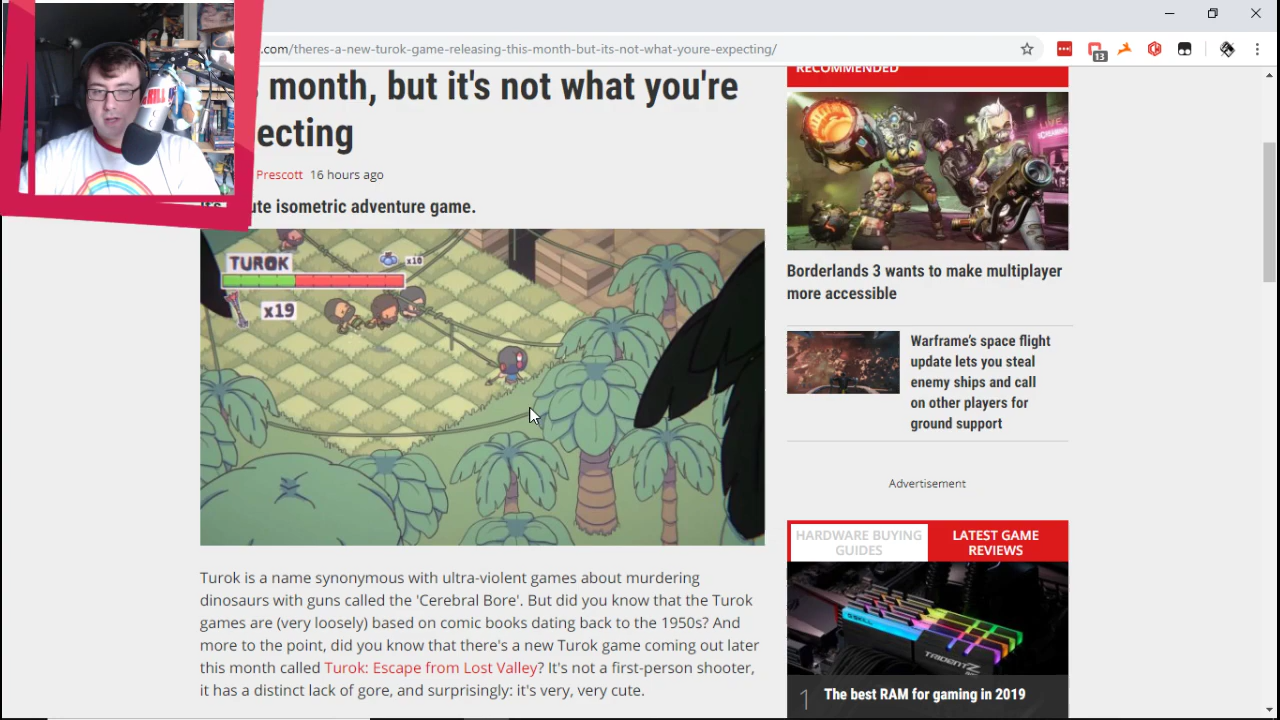 .com/theres-a-new-turok-game-releasing-this-month-but-its-not-what-youre-expecting/
13
month, but it's not what you're
ecting
Prescott 16 hours ago
ute isometric adventure game.
TUROK
x10
x19
Turok is a name synonymous with ultra-violent games about murdering
dinosaurs with guns called the 'Cerebral Bore'. But did you know that the Turok
games are (very loosely) based on comic books dating back to the 1950s? And
more to the point, did you know that there's a new Turok game coming out later
this month called Turok: Escape from Lost Valley? It's not a first-person shooter,
it has a distinct lack of gore, and surprisingly: it's very, very cute.
RECOMMENDED
Borderlands 3 wants to make multiplayer
more accessible
Warframe's space flight
update lets you steal
enemy ships and call
on other players for
ground support
Advertisement
HARDWARE BUYING
GUIDES
LATEST GAME
REVIEWS
TRIDENT Z
1 The best RAM for gaming in 2019